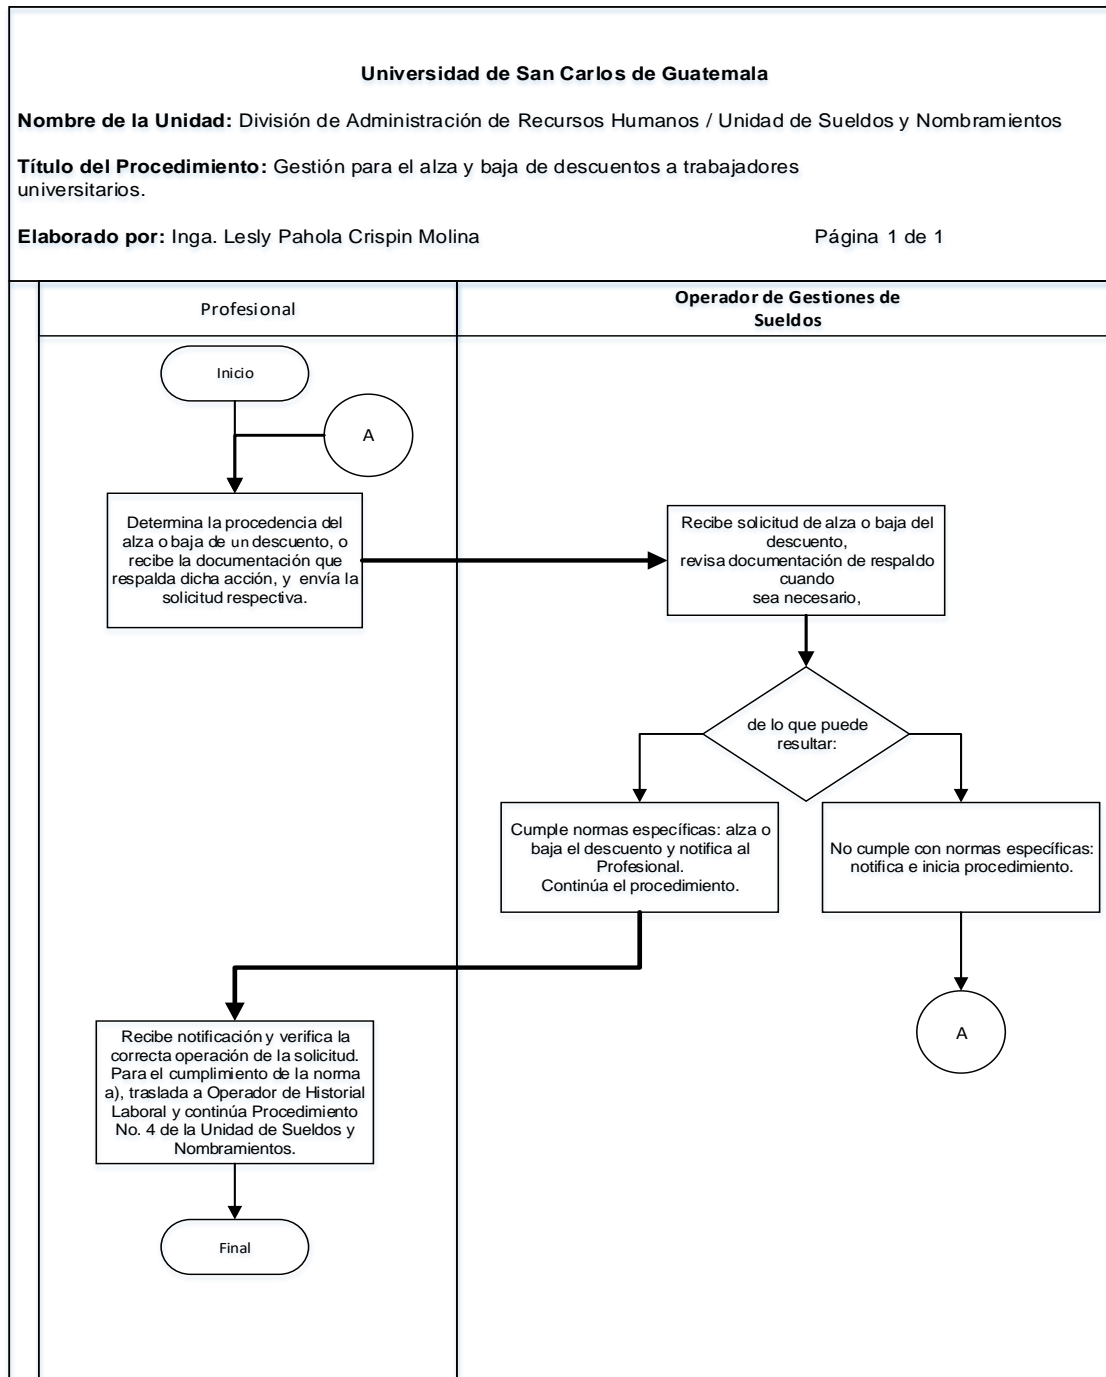 Universidad de San Carlos de Guatemala
Nombre de la Unidad: División de Administración de Recursos Humanos / Unidad de Sueldos y Nombramientos
Título del Procedimiento: Gestión para el alza y baja de descuentos a trabajadores
universitarios.
Elaborado por: Inga. Lesly Pahola Crispin Molina
Página 1 de 1
Profesional
Operador de Gestiones de
Sueldos
Inicio
A
Determina la procedencia del
alza o baja de un descuento, o
recibe la documentación que
respalda dicha acción, y envía la
solicitud respectiva.
Recibe solicitud de alza o baja del
descuento,
revisa documentación de respaldo
cuando
sea necesario,
de lo que puede
resultar:
Cumple normas específicas: alza o
baja el descuento y notifica al
Profesional.
Continúa el procedimiento.
No cumple con normas específicas:
notifica e inicia procedimiento.
A
Recibe notificación y verifica la
correcta operación de la solicitud.
Para el cumplimiento de la norma
a), traslada a Operador de Historial
Laboral y continúa Procedimiento
No. 4 de la Unidad de Sueldos y
Nombramientos.
Final